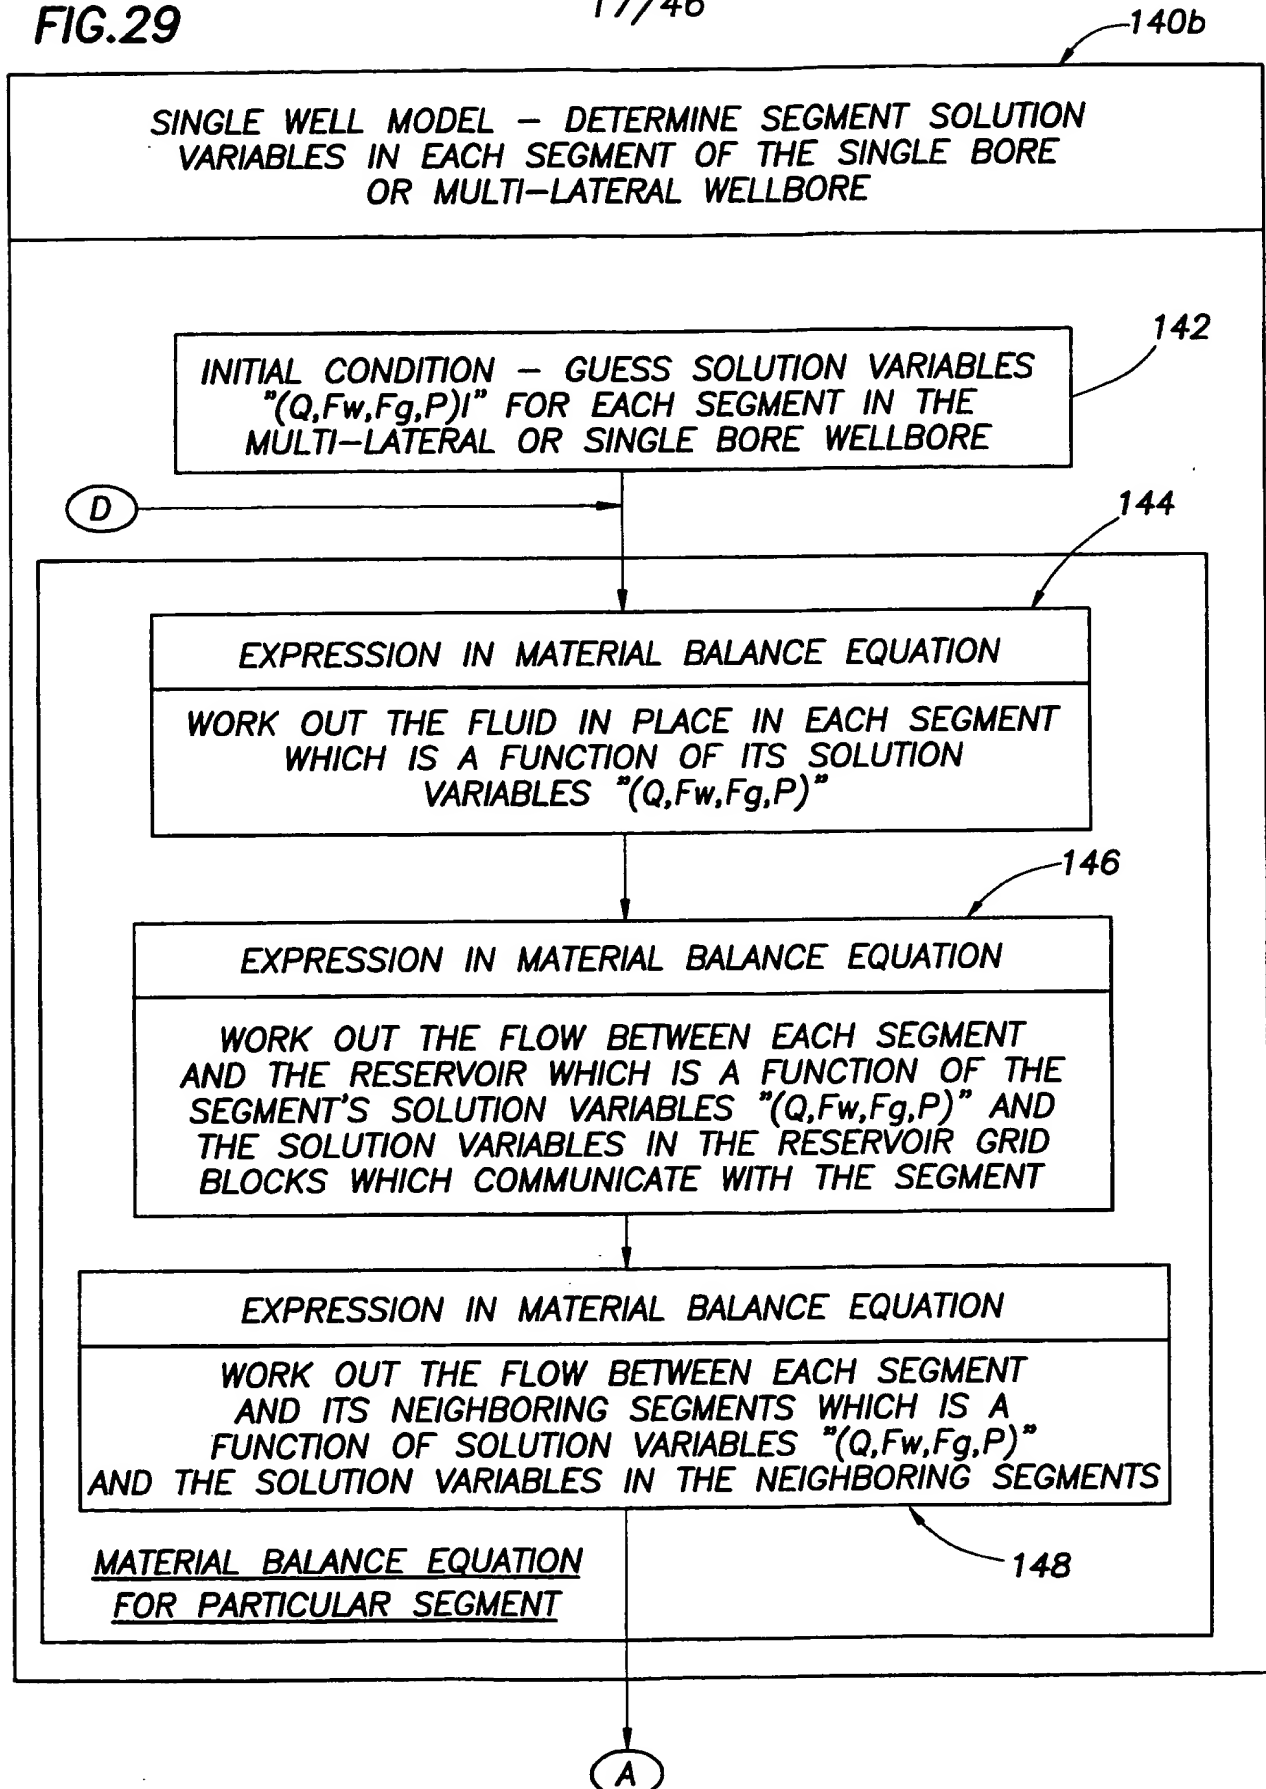 FIG.29
17/46
140b
SINGLE WELL MODEL – DETERMINE SEGMENT SOLUTION
VARIABLES IN EACH SEGMENT OF THE SINGLE BORE
OR MULTI–LATERAL WELLBORE
142
INITIAL CONDITION – GUESS SOLUTION VARIABLES
"(Q,Fw,Fg,P)I" FOR EACH SEGMENT IN THE
MULTI–LATERAL OR SINGLE BORE WELLBORE
D
144
EXPRESSION IN MATERIAL BALANCE EQUATION
WORK OUT THE FLUID IN PLACE IN EACH SEGMENT
WHICH IS A FUNCTION OF ITS SOLUTION
VARIABLES "(Q,Fw,Fg,P)"
146
EXPRESSION IN MATERIAL BALANCE EQUATION
WORK OUT THE FLOW BETWEEN EACH SEGMENT
AND THE RESERVOIR WHICH IS A FUNCTION OF THE
SEGMENT'S SOLUTION VARIABLES "(Q,Fw,Fg,P)" AND
THE SOLUTION VARIABLES IN THE RESERVOIR GRID
BLOCKS WHICH COMMUNICATE WITH THE SEGMENT
EXPRESSION IN MATERIAL BALANCE EQUATION
WORK OUT THE FLOW BETWEEN EACH SEGMENT
AND ITS NEIGHBORING SEGMENTS WHICH IS A
FUNCTION OF SOLUTION VARIABLES "(Q,Fw,Fg,P)"
AND THE SOLUTION VARIABLES IN THE NEIGHBORING SEGMENTS
148
MATERIAL BALANCE EQUATION
FOR PARTICULAR SEGMENT
A